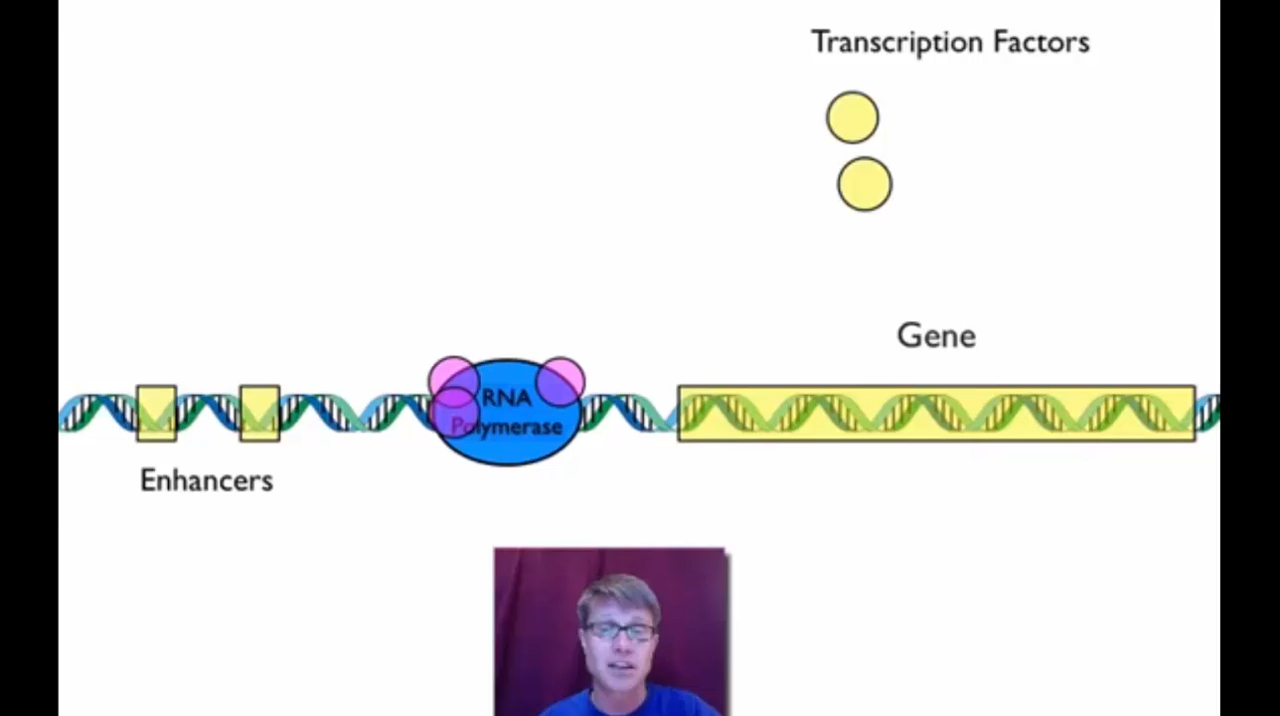 Transcription Factors
Gene
RNA
Polymerase
Enhancers